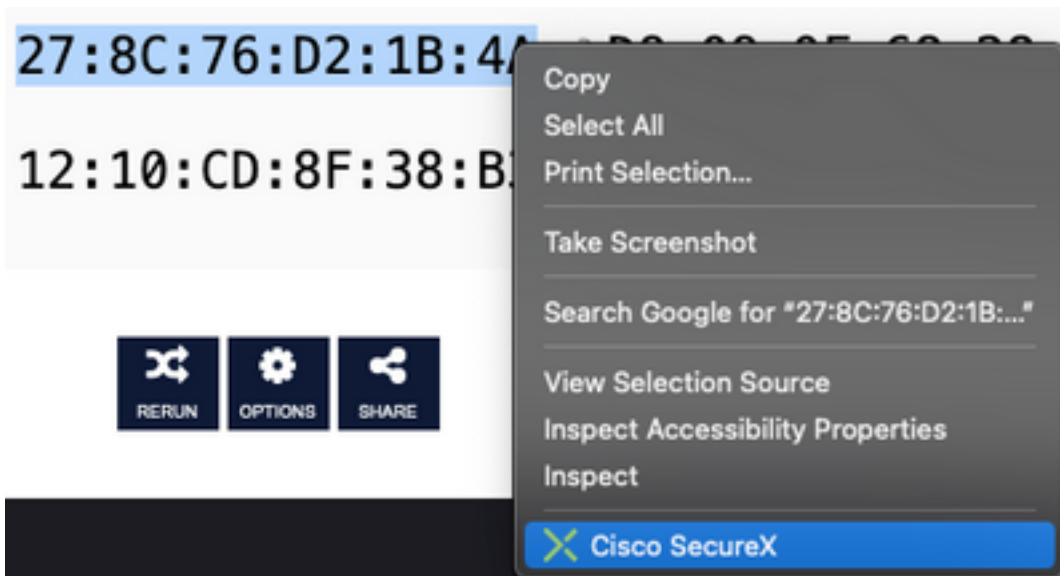 27:8C:76:D2:1B:4A
12:10:CD:8F:38:B
Copy
Select All
Print Selection...
Take Screenshot
Search Google for "27:8C:76:D2:1B:..."
View Selection Source
Inspect Accessibility Properties
Inspect
Cisco SecureX
RERUN
OPTIONS
SHARE